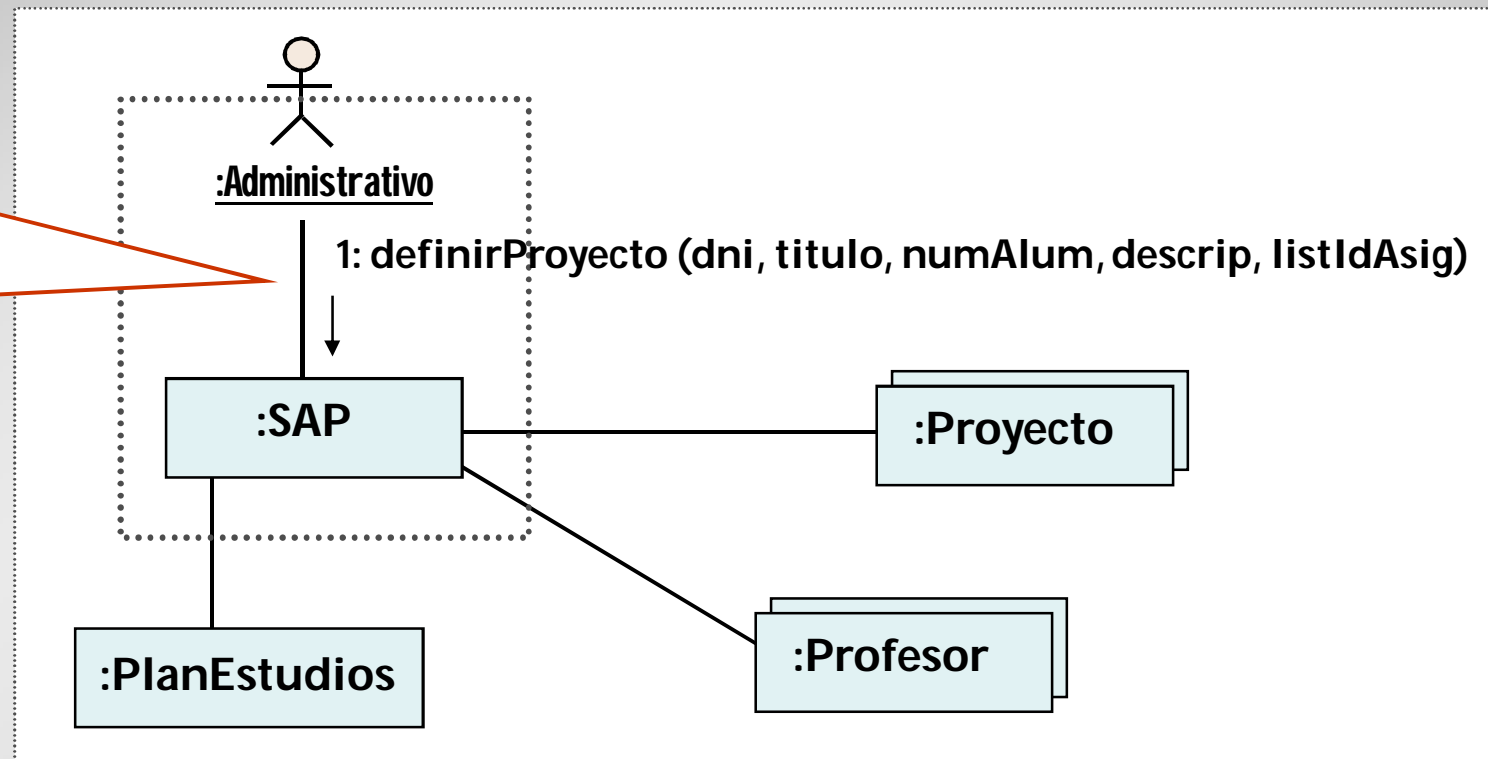 :Administrativo
1: definirProyecto (dni, titulo, numAlum, descrip, listIdAsig)
:SAP
:Proyecto
:Profesor
:PlanEstudios